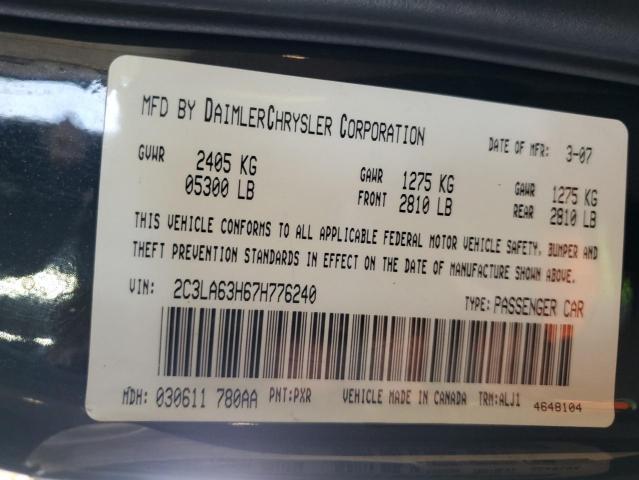 MFD BY DAIMLERCHRYSLER CORPORATION DATE OF MFR: 3-07
GVWR 2405 KG GAWR 1275 KG GAWR 1275 KG
05300 LB FRONT 2810 LB REAR 2810 LB
THIS VEHICLE CONFORMS TO ALL APPLICABLE FEDERAL MOTOR VEHICLE SAFETY, BUMPER AND
THEFT PREVENTION STANDARDS IN EFFECT ON THE DATE OF MANUFACTURE SHOWN ABOVE.
VIN: 2C3LA63H67H776240 TYPE: PASSENGER CAR
MDH: 030611 780AA PNT:PXR VEHICLE MADE IN CANADA TRM:ALJ1
4648104